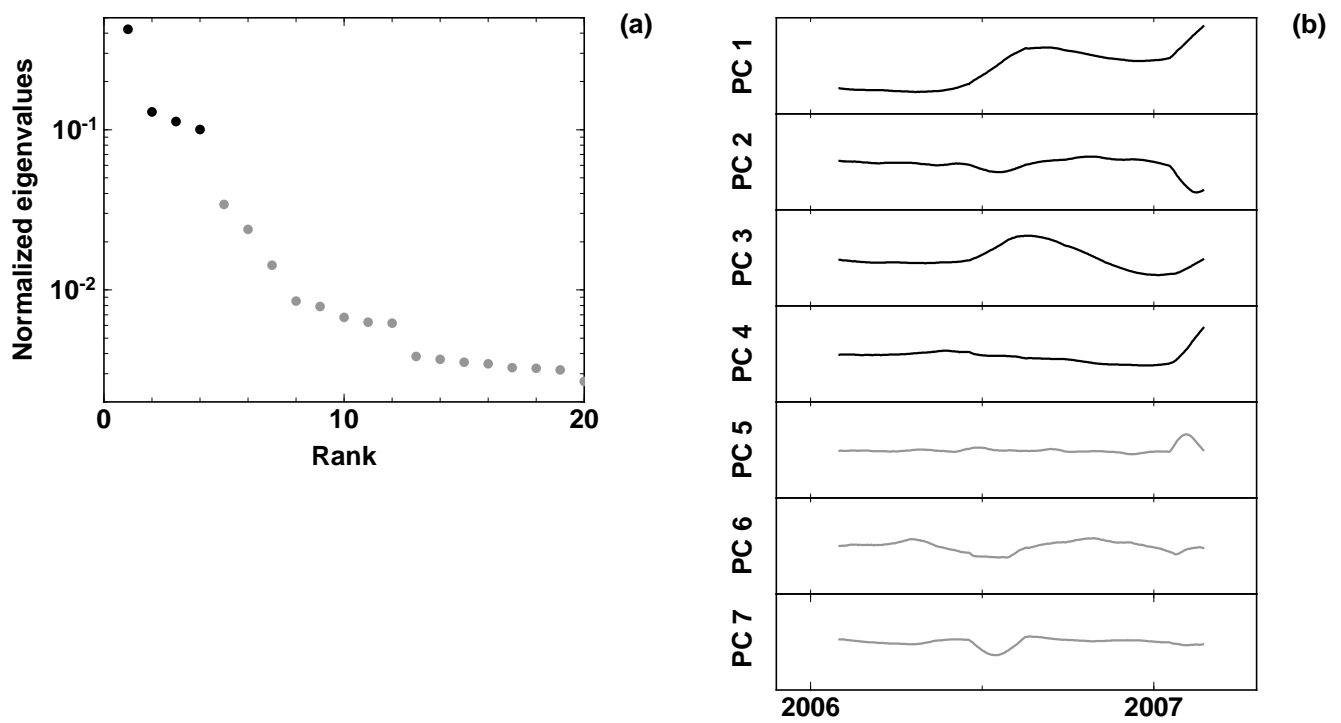 (a)
Normalized eigenvalues
10-1
10-2
0
10
20
Rank
(b)
PC 1
PC 2
PC 3
PC 4
PC 5
PC 6
PC 7
2006
2007